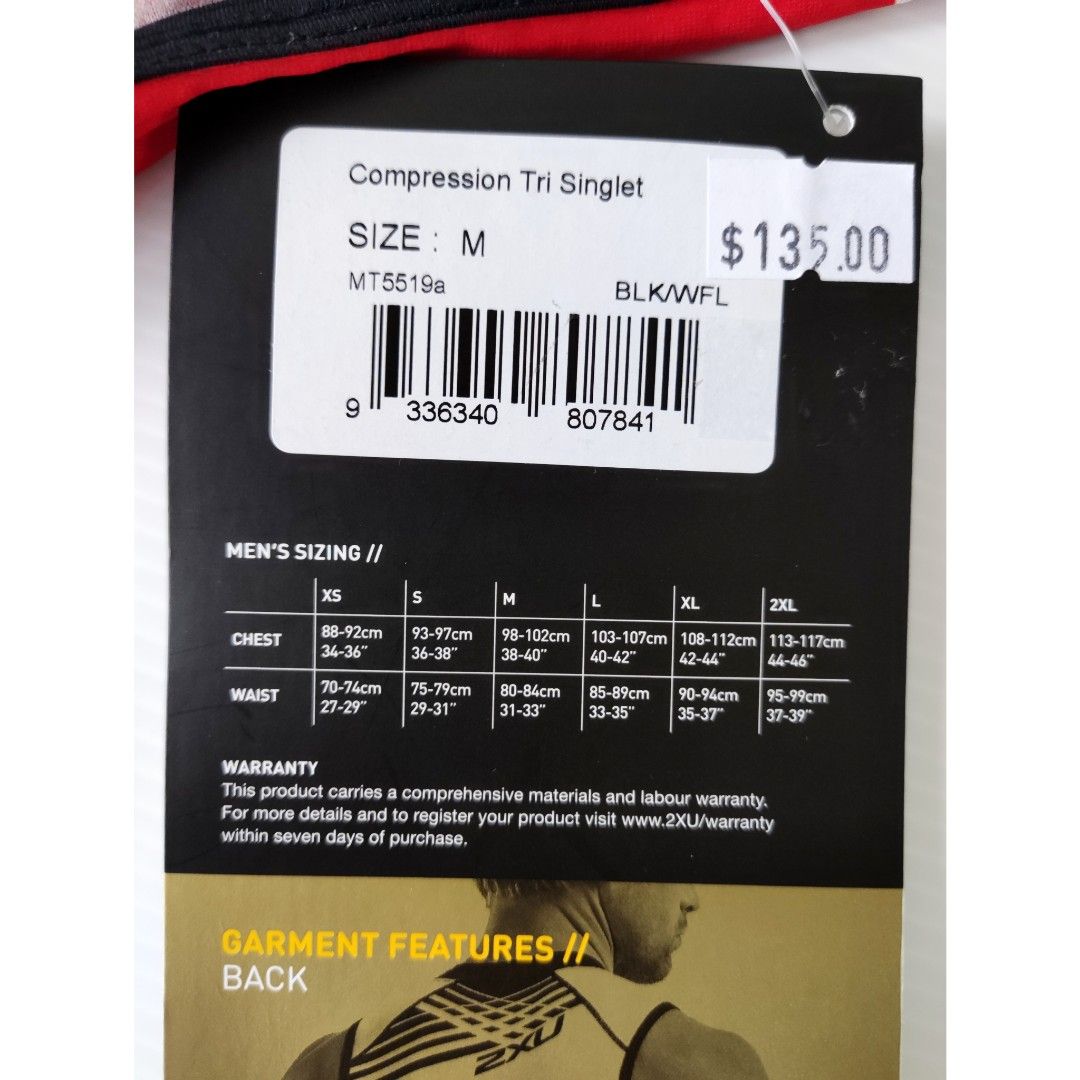 Compression Tri Singlet
$135.00
SIZE : M
MT5519a BLK/WFL
9 336340 807841
MEN'S SIZING //
XS S M L XL 2XL
CHEST 88-92cm 93-97cm 98-102cm 103-107cm 108-112cm 113-117cm
34-36" 36-38" 38-40" 40-42" 42-44" 44-46"
WAIST 70-74cm 75-79cm 80-84cm 85-89cm 90-94cm 95-99cm
27-29" 29-31" 31-33" 33-35" 35-37" 37-39"
WARRANTY
This product carries a comprehensive materials and labour warranty.
For more details and to register your product visit www.2XU/warranty
within seven days of purchase.
GARMENT FEATURES //
BACK
2XU